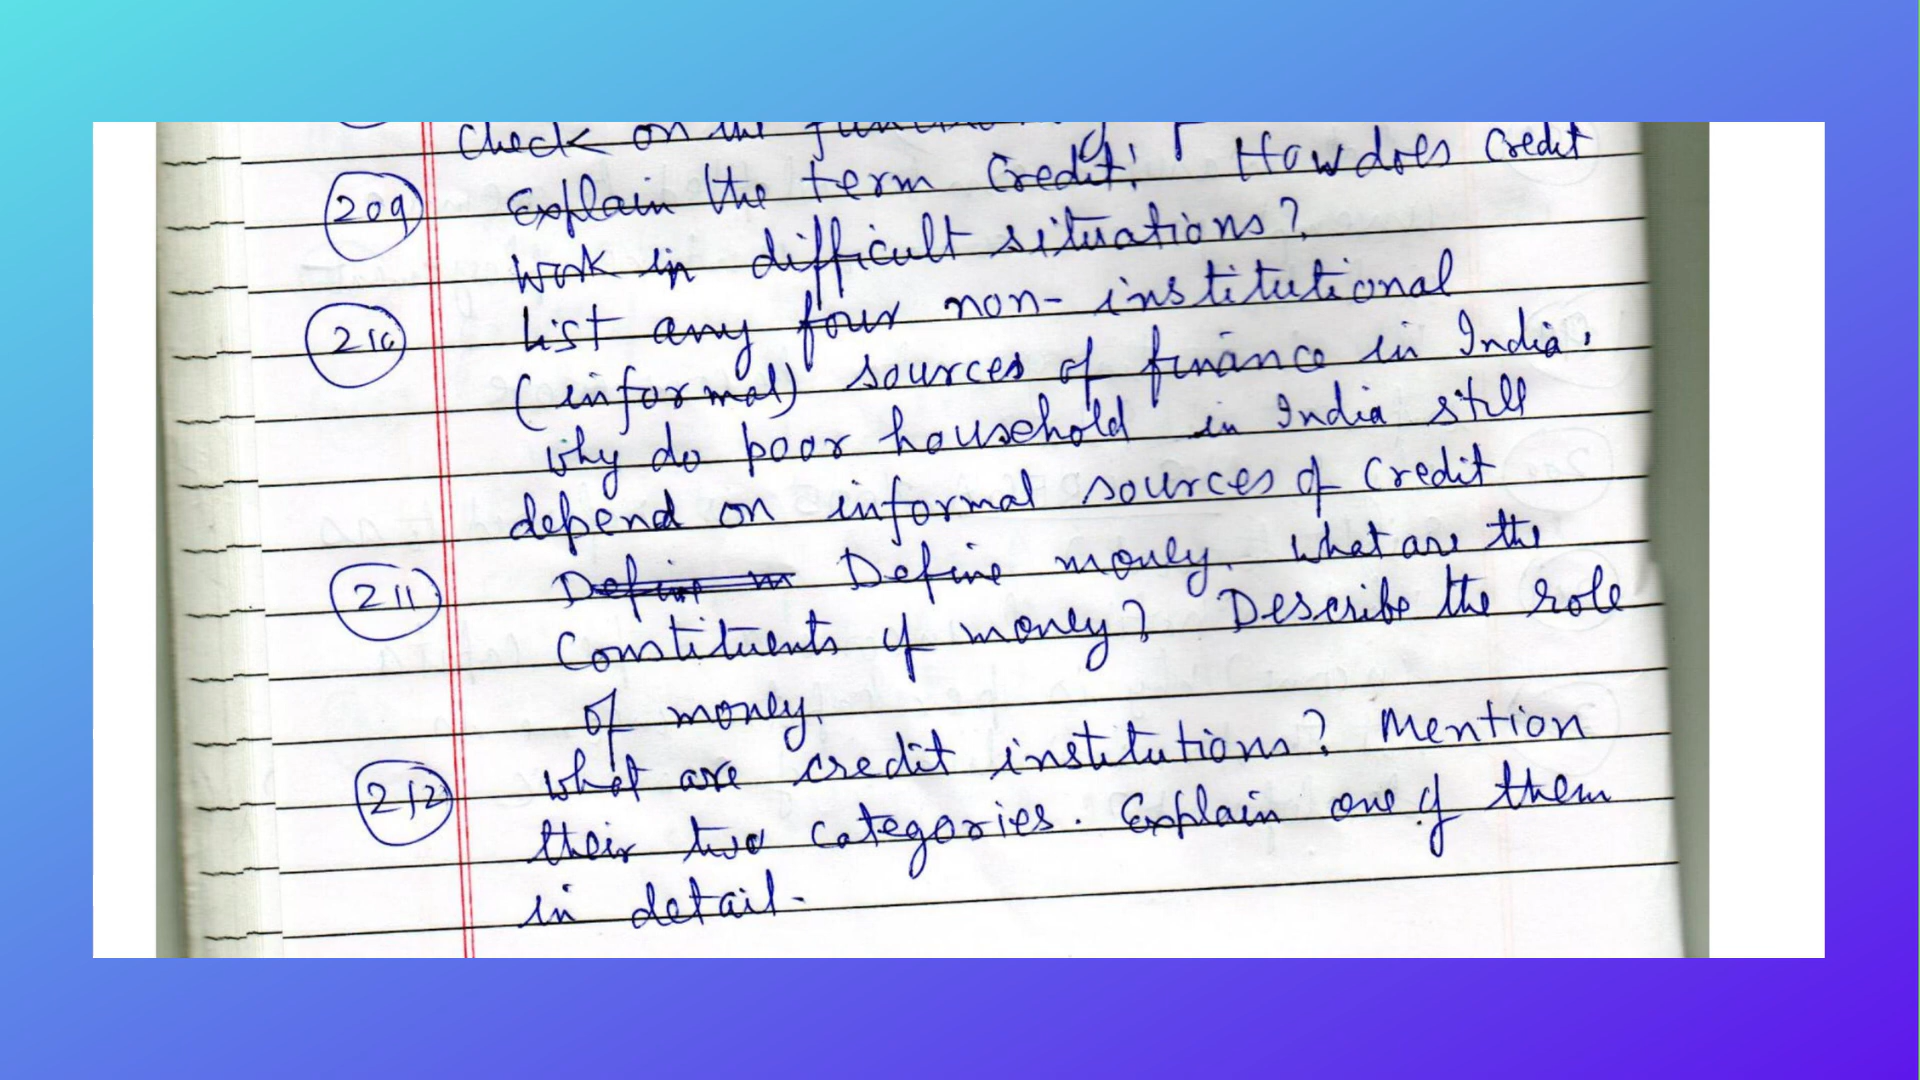 Check on the
209 Explain the term Credit! How does Credit
work in difficult situations?
210 List any four non-institutional
(informal) sources of finance in India.
Why do poor household in India still
depend on informal sources of Credit
211 Define m Define money. What are the
Constituents of money? Describe the role
of money.
212 What are credit institutions? Mention
their two categories. Explain one of them
in detail.